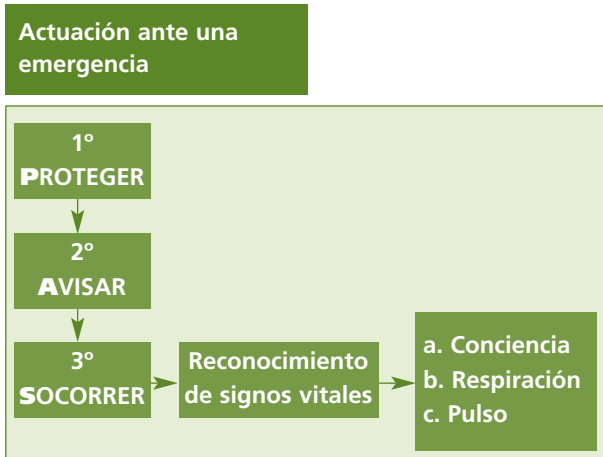 Actuación ante una
emergencia
1º
PROTEGER
2º
AVISAR
3º
SOCORRER
Reconocimiento
de signos vitales
a. Conciencia
b. Respiración
c. Pulso